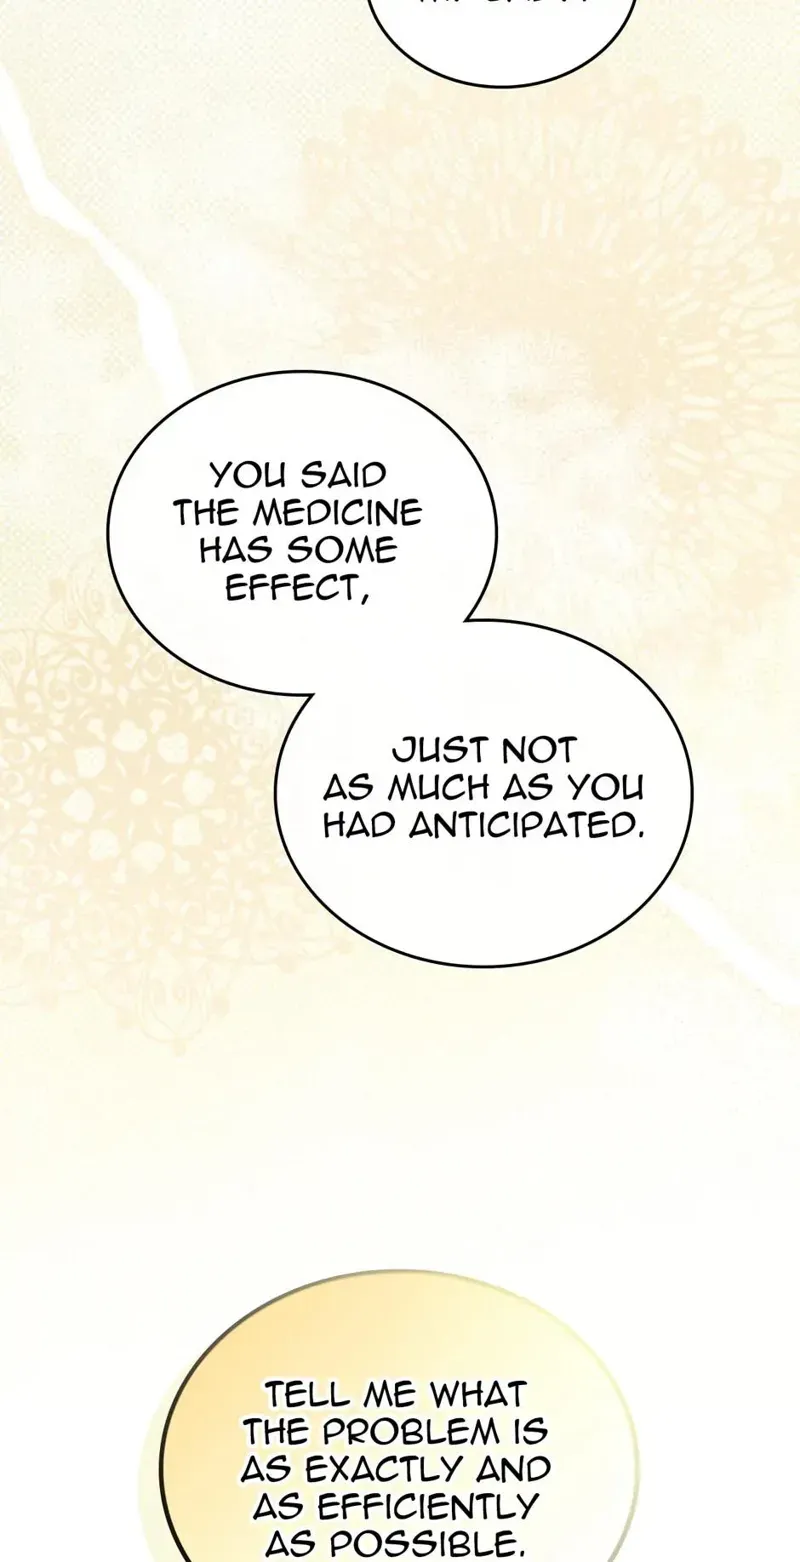 YOU SAID
THE MEDICINE
HAS SOME
EFFECT,
JUST NOT
AS MUCH AS YOU
HAD ANTICIPATED.
TELL ME WHAT
THE PROBLEM IS
AS EXACTLY AND
AS EFFICIENTLY
AS POSSIBLE.